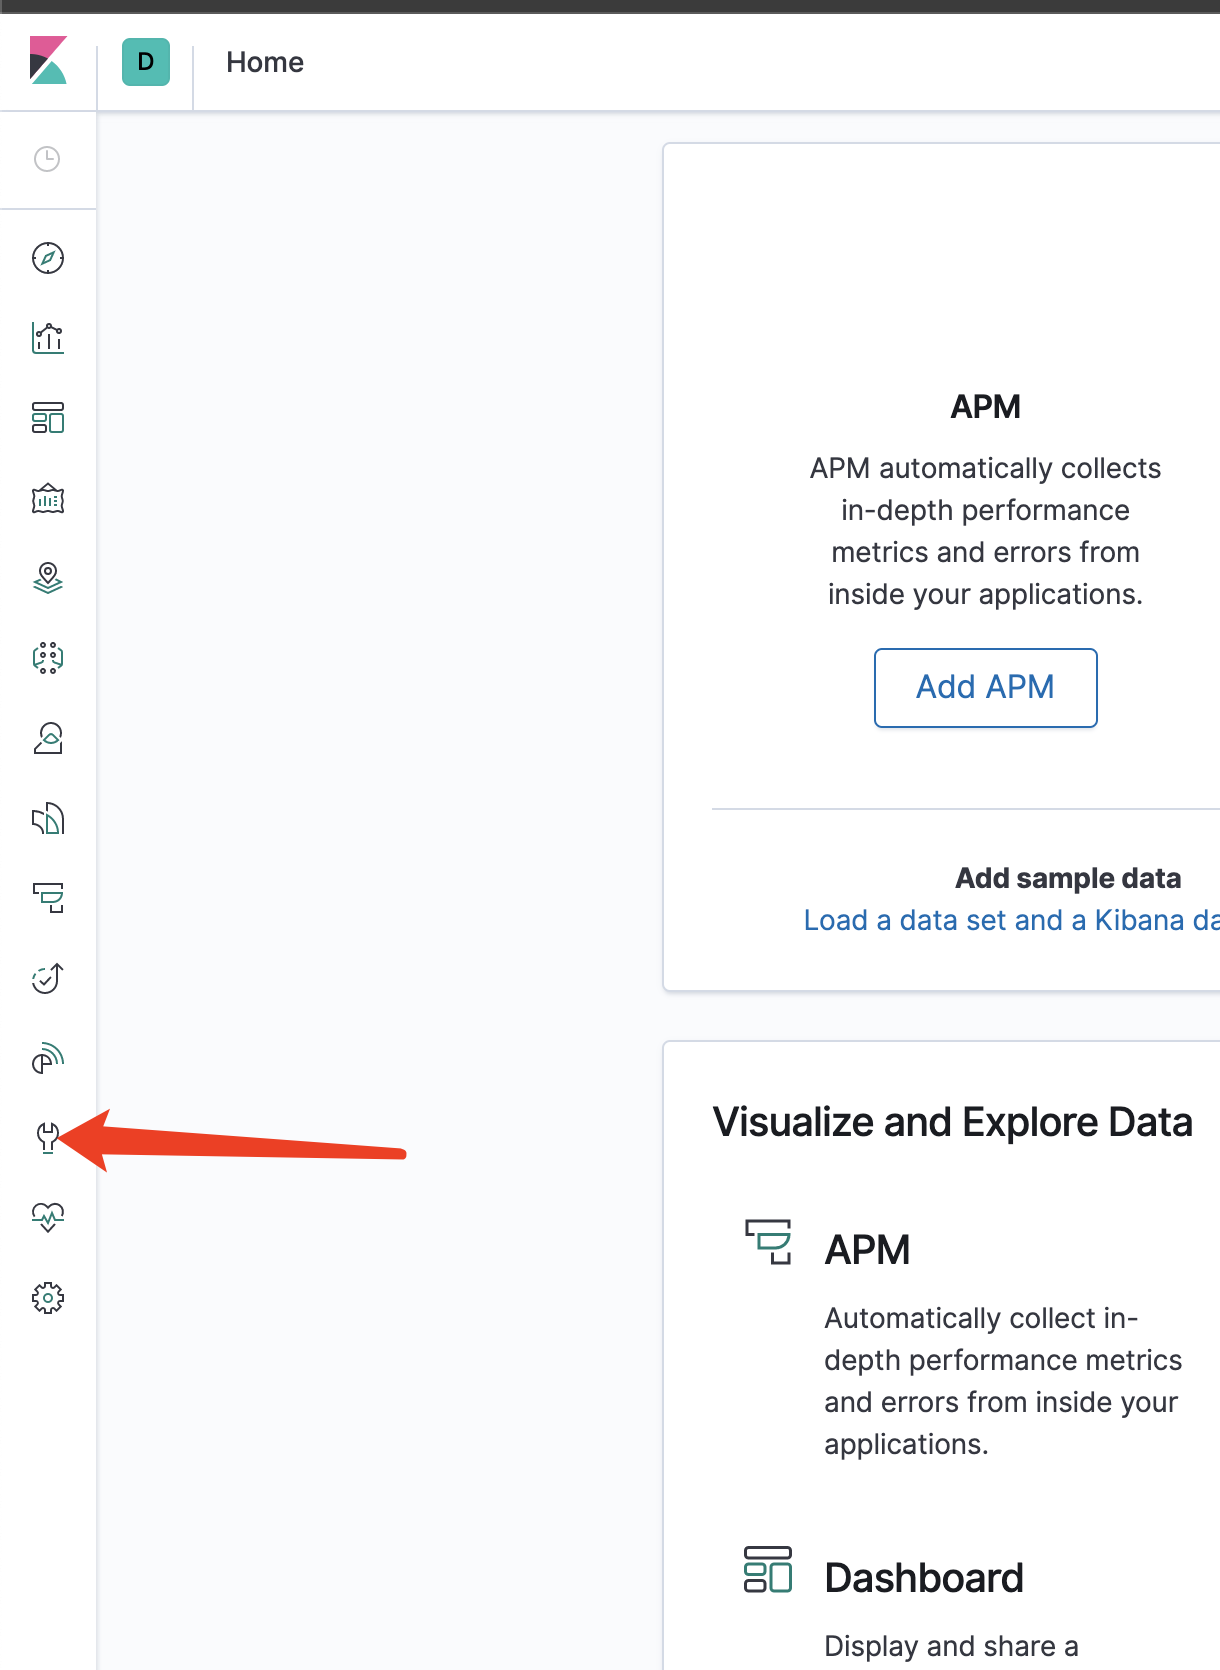 D
Home
APM
APM automatically collects
in-depth performance
metrics and errors from
inside your applications.
Add APM
Add sample data
Load a data set and a Kibana da
Visualize and Explore Data
APM
Automatically collect in-
depth performance metrics
and errors from inside your
applications.
Dashboard
Display and share a